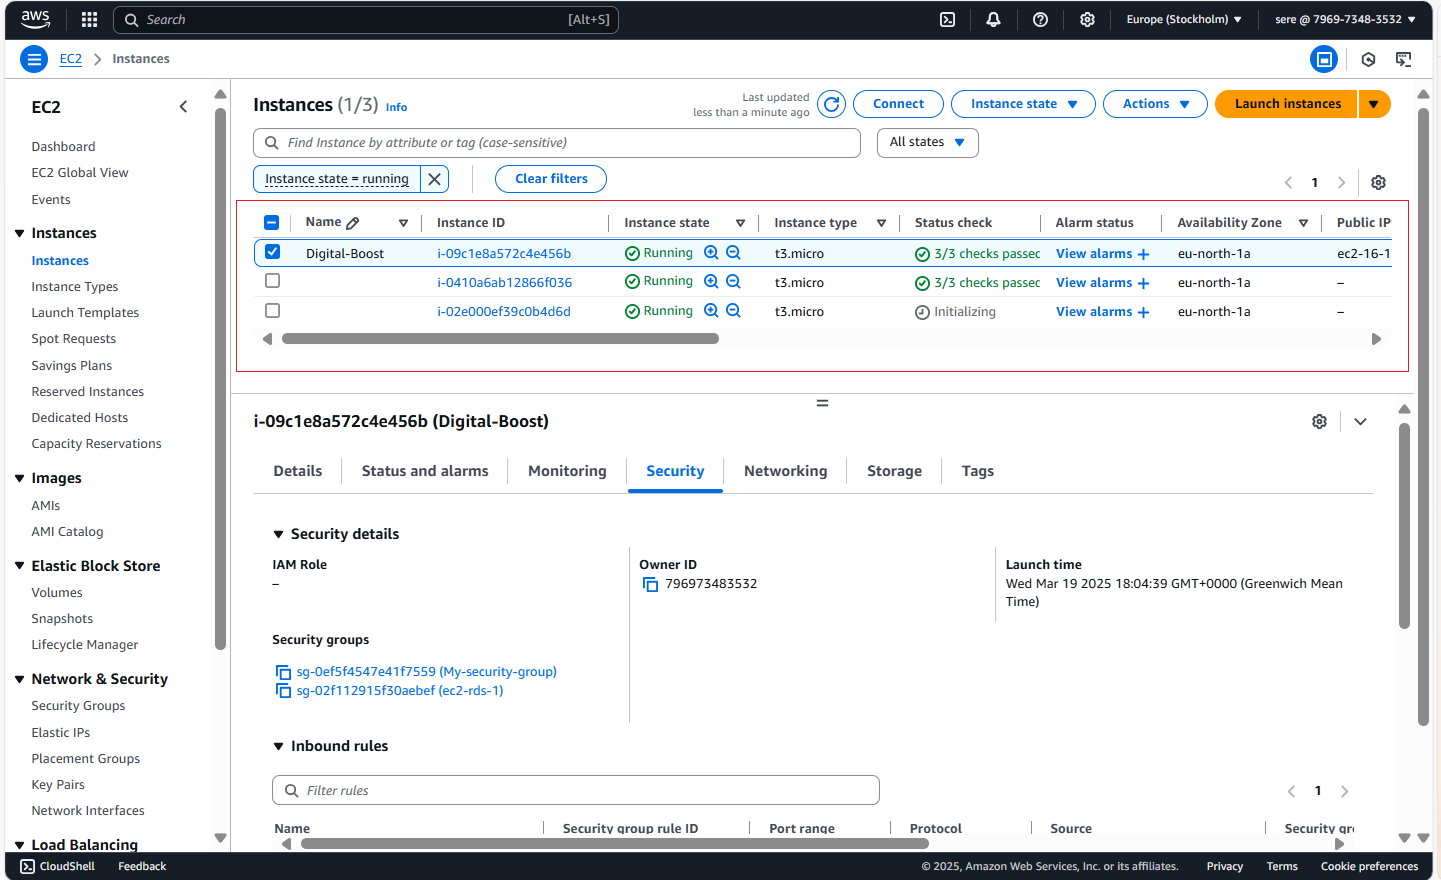 aws
Search [Alt+S]
Europe (Stockholm)
sere @ 7969-7348-3532
EC2
Instances
EC2
Dashboard
EC2 Global View
Events
Instances
Instances
Instance Types
Launch Templates
Spot Requests
Savings Plans
Reserved Instances
Dedicated Hosts
Capacity Reservations
Images
AMIs
AMI Catalog
Elastic Block Store
Volumes
Snapshots
Lifecycle Manager
Network & Security
Security Groups
Elastic IPs
Placement Groups
Key Pairs
Network Interfaces
Load Balancing
Instances (1/3) Info
Last updated
less than a minute ago
Connect
Instance state
Actions
Launch instances
Find Instance by attribute or tag (case-sensitive)
All states
Instance state = running
Clear filters
1
Name Instance ID Instance state Instance type Status check Alarm status Availability Zone Public IP
Digital-Boost i-09c1e8a572c4e456b Running t3.micro 3/3 checks passed View alarms + eu-north-1a ec2-16-1
i-0410a6ab12866f036 Running t3.micro 3/3 checks passed View alarms + eu-north-1a –
i-02e000ef39c0b4d6d Running t3.micro Initializing View alarms + eu-north-1a –
i-09c1e8a572c4e456b (Digital-Boost)
Details Status and alarms Monitoring Security Networking Storage Tags
Security details
IAM Role
–
Owner ID
796973483532
Launch time
Wed Mar 19 2025 18:04:39 GMT+0000 (Greenwich Mean
Time)
Security groups
sg-0ef5f4547e41f7559 (My-security-group)
sg-02f112915f30aebef (ec2-rds-1)
Inbound rules
Filter rules
1
Name Security group rule ID Port range Protocol Source Security gr
CloudShell Feedback © 2025, Amazon Web Services, Inc. or its affiliates. Privacy Terms Cookie preferences